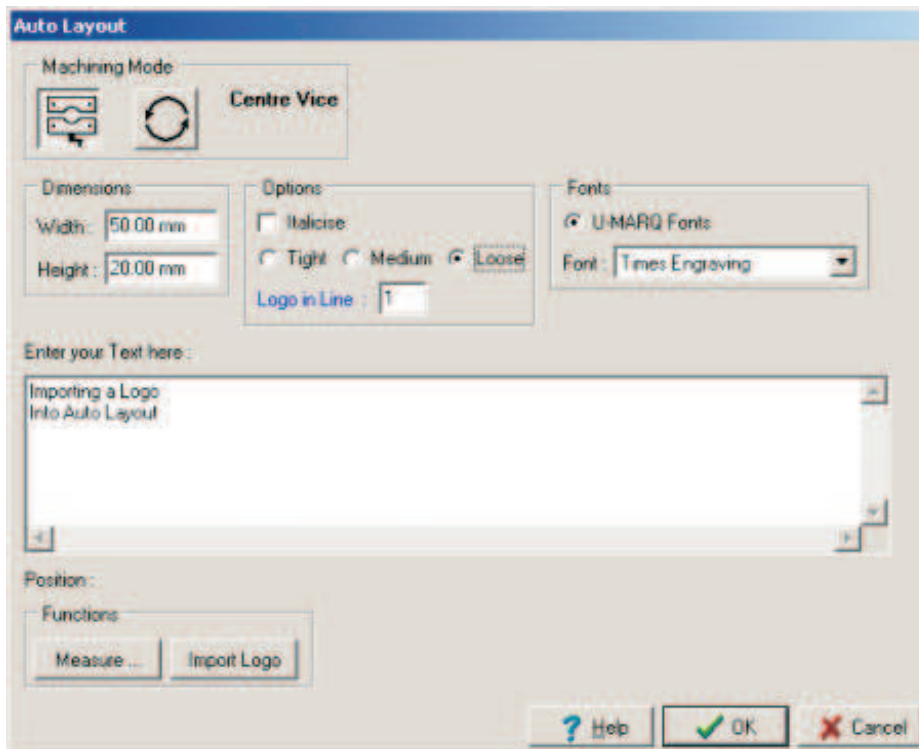 Auto Layout
Machining Mode
Centre Vice
Dimensions
Width : 50.00 mm
Height : 20.00 mm
Options
Italicise
Tight Medium Loose
Logo in Line : 1
Fonts
U-MARQ Fonts
Font : Times Engraving
Enter your Text here :
Importing a Logo
Into Auto Layout
Position :
Functions
Measure ... Import Logo
? Help OK Cancel